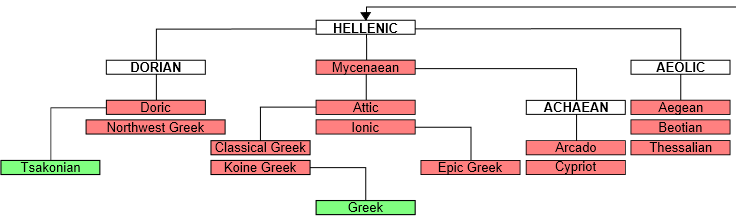 HELLENIC
DORIAN
Mycenaean
AEOLIC
Doric
Attic
ACHAEAN
Aegean
Northwest Greek
Ionic
Beotian
Classical Greek
Arcado
Thessalian
Tsakonian
Koine Greek
Epic Greek
Cypriot
Greek